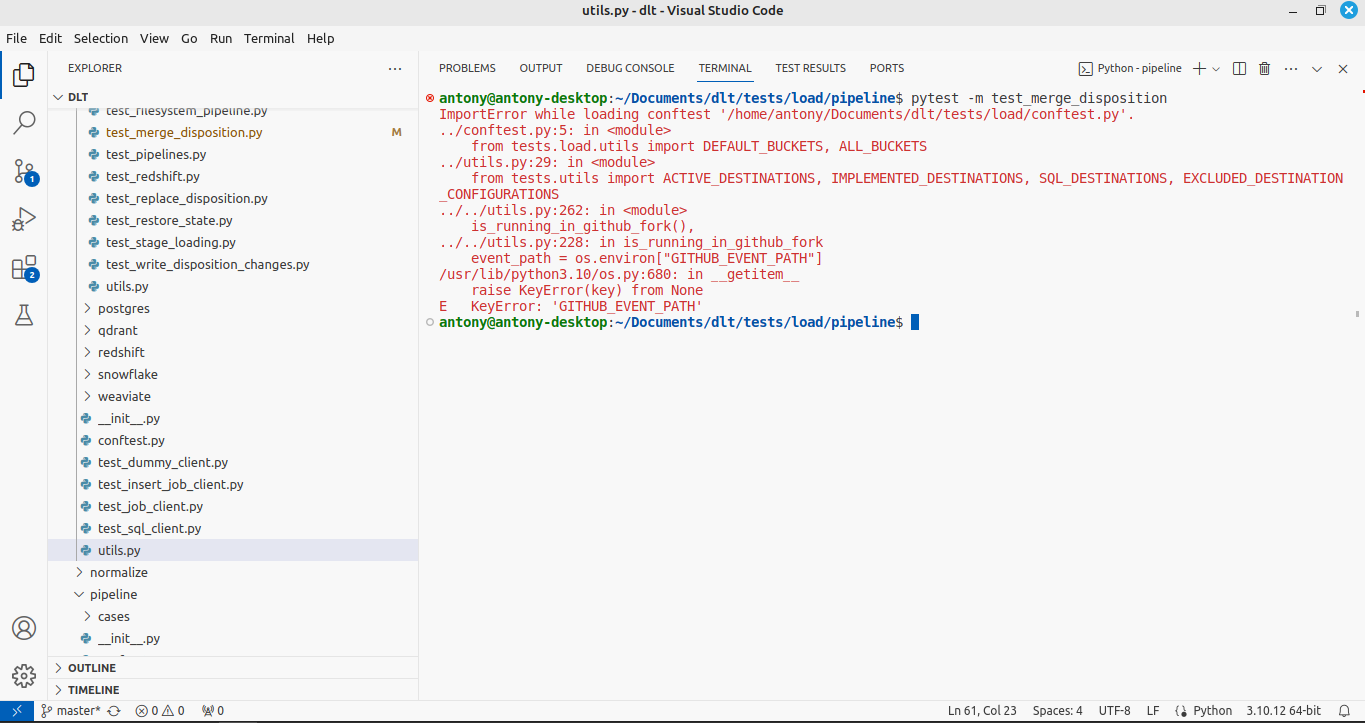 utils.py - dlt - Visual Studio Code
File Edit Selection View Go Run Terminal Help
EXPLORER
DLT
test_filesystem_pipeline.py
test_merge_disposition.py M
test_pipelines.py
test_redshift.py
test_replace_disposition.py
test_restore_state.py
test_stage_loading.py
test_write_disposition_changes.py
utils.py
postgres
qdrant
redshift
snowflake
weaviate
__init__.py
conftest.py
test_dummy_client.py
test_insert_job_client.py
test_job_client.py
test_sql_client.py
utils.py
normalize
pipeline
cases
__init__.py
OUTLINE
TIMELINE
1
2
PROBLEMS OUTPUT DEBUG CONSOLE TERMINAL TEST RESULTS PORTS
Python - pipeline
antony@antony-desktop:~/Documents/dlt/tests/load/pipeline$ pytest -m test_merge_disposition
ImportError while loading conftest '/home/antony/Documents/dlt/tests/load/conftest.py'.
../conftest.py:5: in <module>
    from tests.load.utils import DEFAULT_BUCKETS, ALL_BUCKETS
../utils.py:29: in <module>
    from tests.utils import ACTIVE_DESTINATIONS, IMPLEMENTED_DESTINATIONS, SQL_DESTINATIONS, EXCLUDED_DESTINATION
_CONFIGURATIONS
../../utils.py:262: in <module>
    is_running_in_github_fork(),
../../utils.py:228: in is_running_in_github_fork
    event_path = os.environ["GITHUB_EVENT_PATH"]
/usr/lib/python3.10/os.py:680: in __getitem__
    raise KeyError(key) from None
E   KeyError: 'GITHUB_EVENT_PATH'
antony@antony-desktop:~/Documents/dlt/tests/load/pipeline$
master* 0 0 0 Ln 61, Col 23 Spaces: 4 UTF-8 LF Python 3.10.12 64-bit